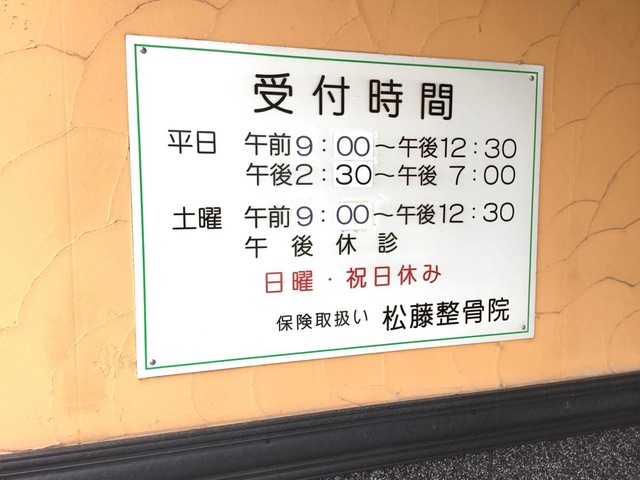 受付時間
平日 午前9:00～午後12:30
午後2:30～午後 7:00
土曜 午前9:00～午後12:30
午後休診
日曜・祝日休み
保険取扱い 松藤整骨院